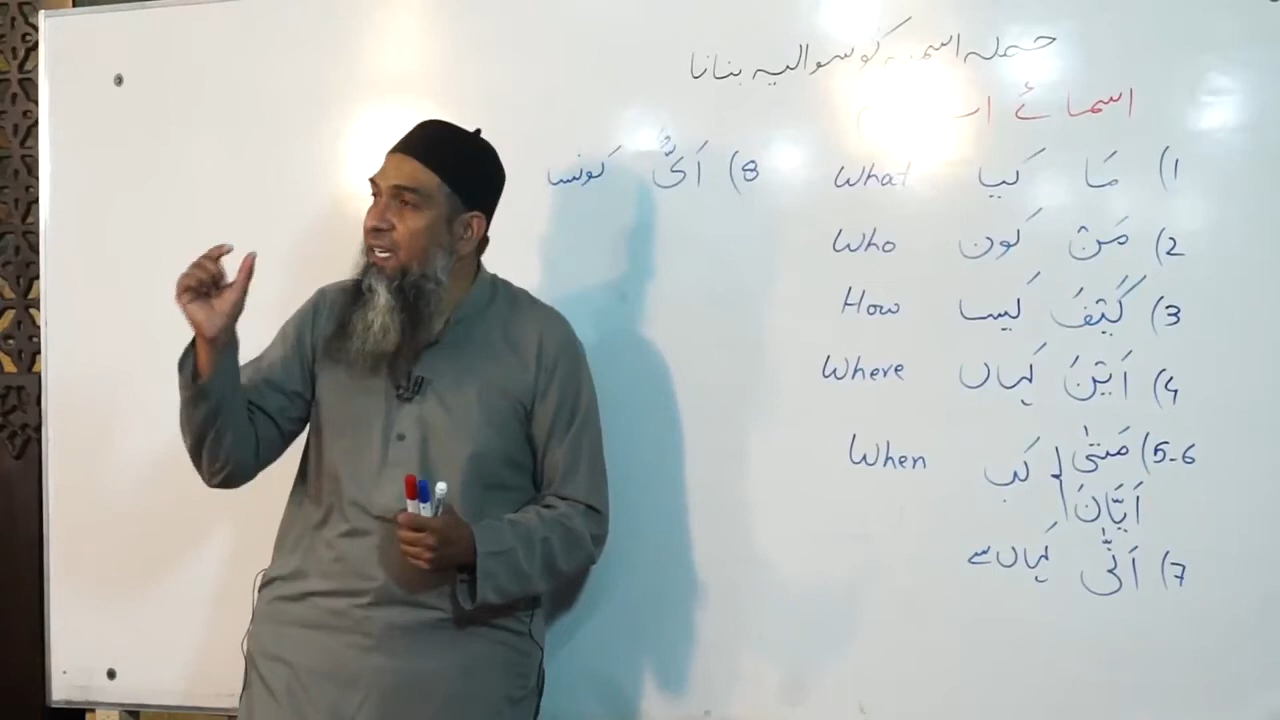 جملہ اسمیہ کو سوالیہ بنانا
اسمائے
1) مَا کیا What
2) مَنْ کون Who
3) كَيْفَ کیسا How
4) اَيْنَ کہاں Where
5-6) مَتٰی
اَيَّانَ } کب When
7) اَنّٰی کہاں سے
8) اَیٌّ کونسا